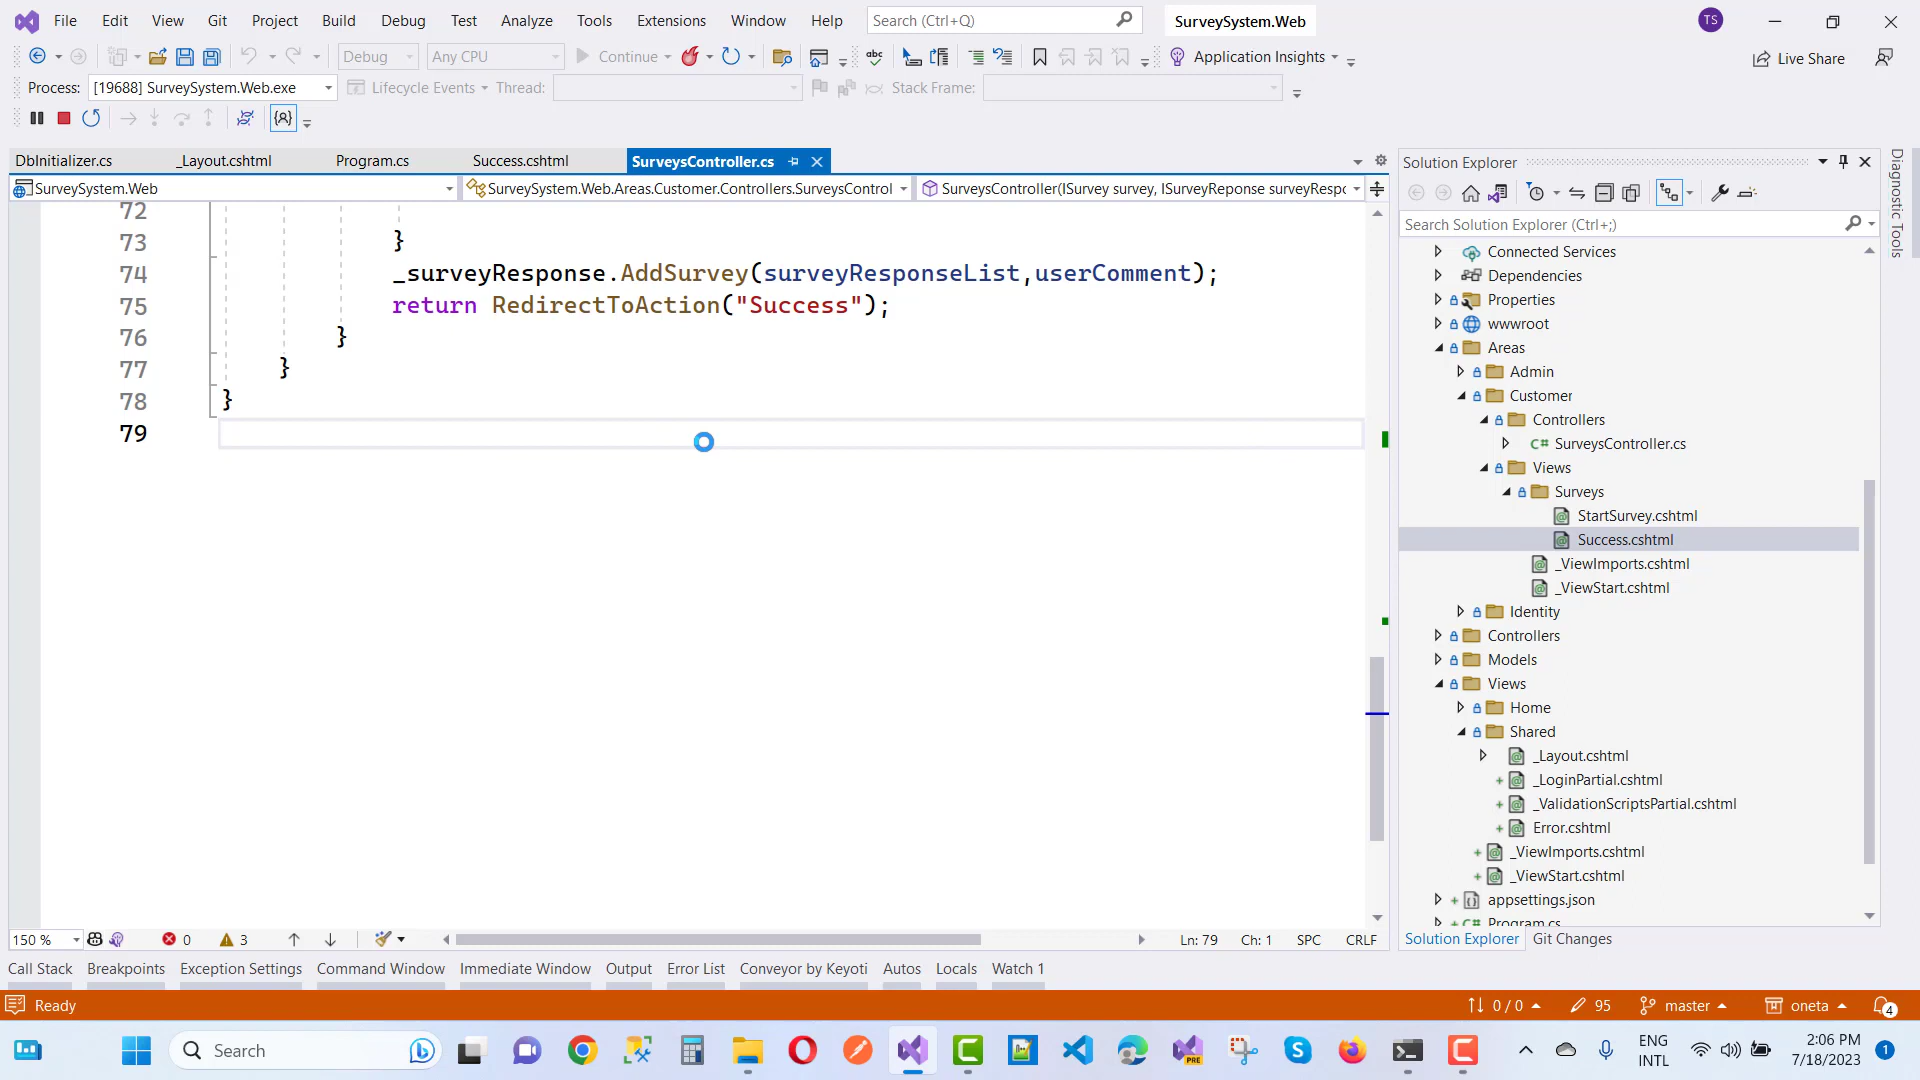 File Edit View Git Project Build Debug Test Analyze Tools Extensions Window Help Search (Ctrl+Q) SurveySystem.Web TS
Debug Any CPU Continue abc Application Insights Live Share
Process: [19688] SurveySystem.Web.exe Lifecycle Events Thread: Stack Frame:
DbInitializer.cs _Layout.cshtml Program.cs Success.cshtml SurveysController.cs
SurveySystem.Web SurveySystem.Web.Areas.Customer.Controllers.SurveysControl SurveysController(ISurvey survey, ISurveyReponse surveyRespo
72
73 }
74 _surveyResponse.AddSurvey(surveyResponseList,userComment);
75 return RedirectToAction("Success");
76 }
77 }
78 }
79
150 % 0 3 Ln: 79 Ch: 1 SPC CRLF
Solution Explorer
Search Solution Explorer (Ctrl+;)
Connected Services
Dependencies
Properties
wwwroot
Areas
Admin
Customer
Controllers
C# SurveysController.cs
Views
Surveys
StartSurvey.cshtml
Success.cshtml
_ViewImports.cshtml
_ViewStart.cshtml
Identity
Controllers
Models
Views
Home
Shared
_Layout.cshtml
_LoginPartial.cshtml
_ValidationScriptsPartial.cshtml
Error.cshtml
_ViewImports.cshtml
_ViewStart.cshtml
appsettings.json
C# Program.cs
Solution Explorer Git Changes
Diagnostic Tools
Call Stack Breakpoints Exception Settings Command Window Immediate Window Output Error List Conveyor by Keyoti Autos Locals Watch 1
Ready 0 / 0 95 master oneta 4
Search PRE ENG INTL 2:06 PM 7/18/2023 1